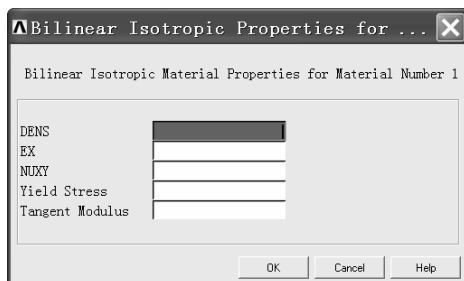 Bilinear Isotropic Properties for ...
Bilinear Isotropic Material Properties for Material Number 1
DENS
EX
NUXY
Yield Stress
Tangent Modulus
OK Cancel Help